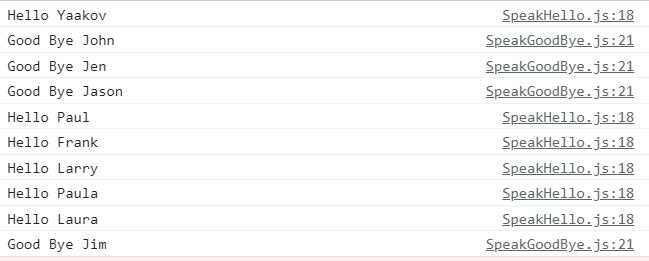 Hello Yaakov SpeakHello.js:18
Good Bye John SpeakGoodBye.js:21
Good Bye Jen SpeakGoodBye.js:21
Good Bye Jason SpeakGoodBye.js:21
Hello Paul SpeakHello.js:18
Hello Frank SpeakHello.js:18
Hello Larry SpeakHello.js:18
Hello Paula SpeakHello.js:18
Hello Laura SpeakHello.js:18
Good Bye Jim SpeakGoodBye.js:21